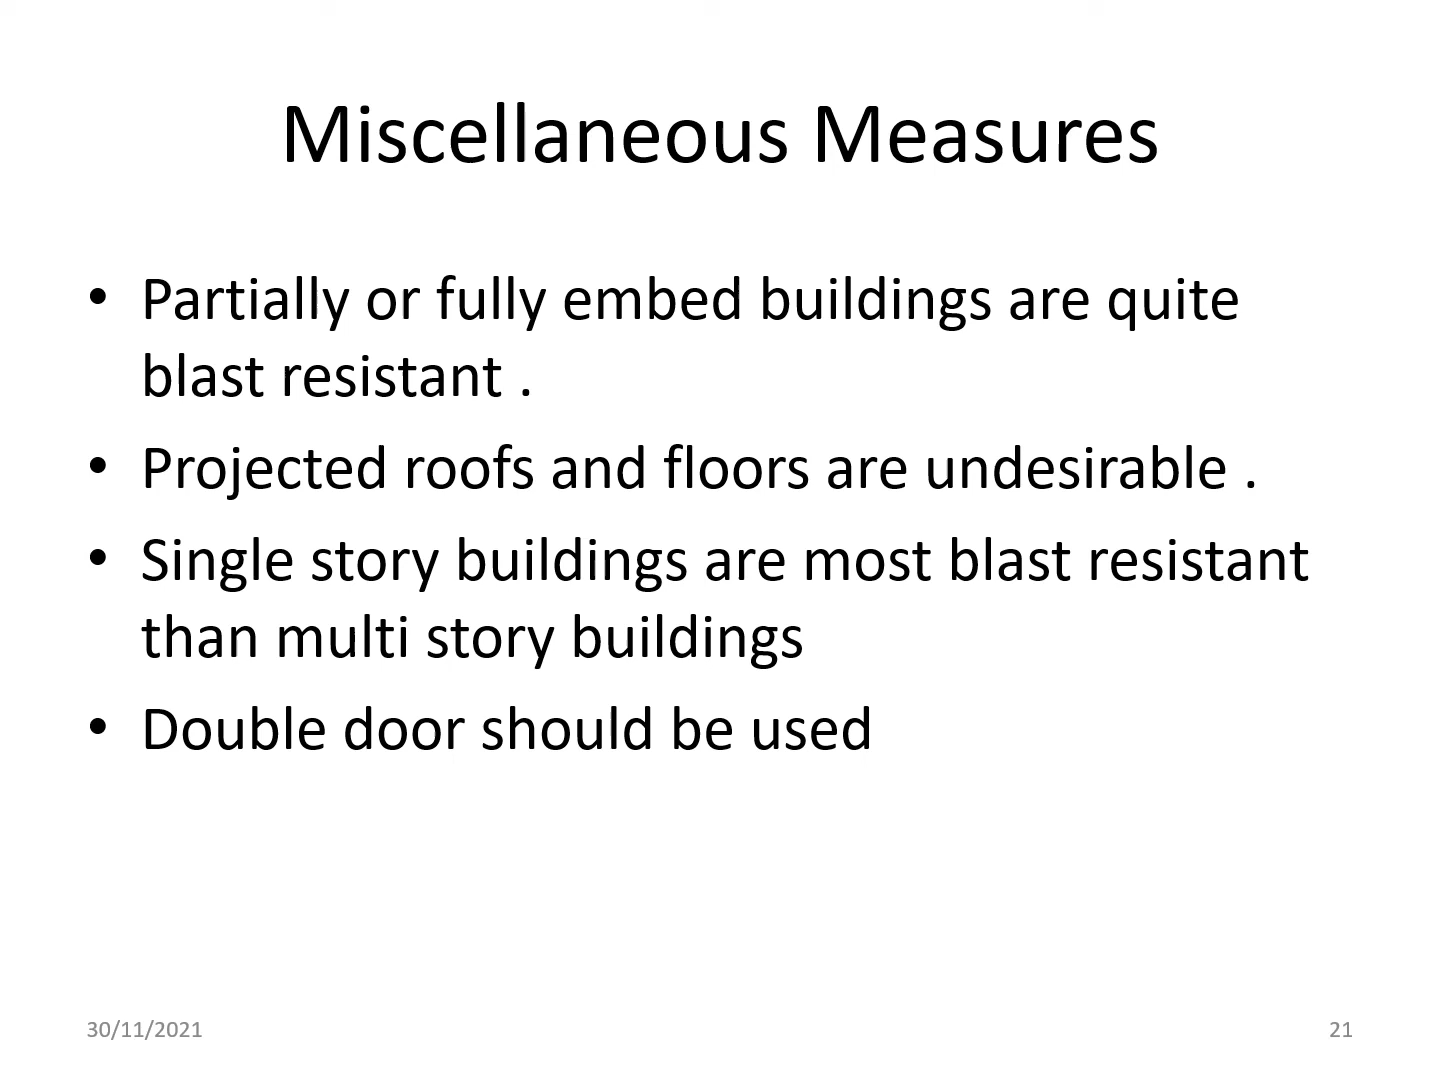 Miscellaneous Measures
• Partially or fully embed buildings are quite
blast resistant .
• Projected roofs and floors are undesirable .
• Single story buildings are most blast resistant
than multi story buildings
• Double door should be used
30/11/2021
21